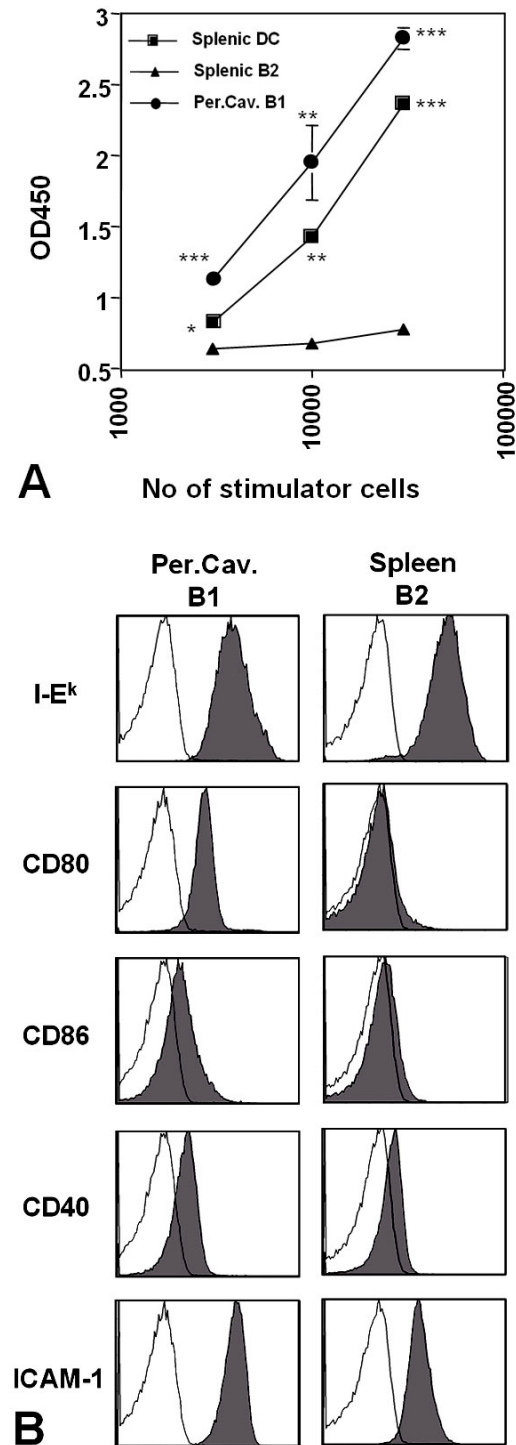 3
Splenic DC
***
Splenic B2
2.5
Per.Cav. B1
**
***
2
OD450
1.5
***
**
1
*
0.5
1000
10000
100000
A
No of stimulator cells
Per.Cav.
B1
Spleen
B2
I-Eᵏ
CD80
CD86
CD40
ICAM-1
B